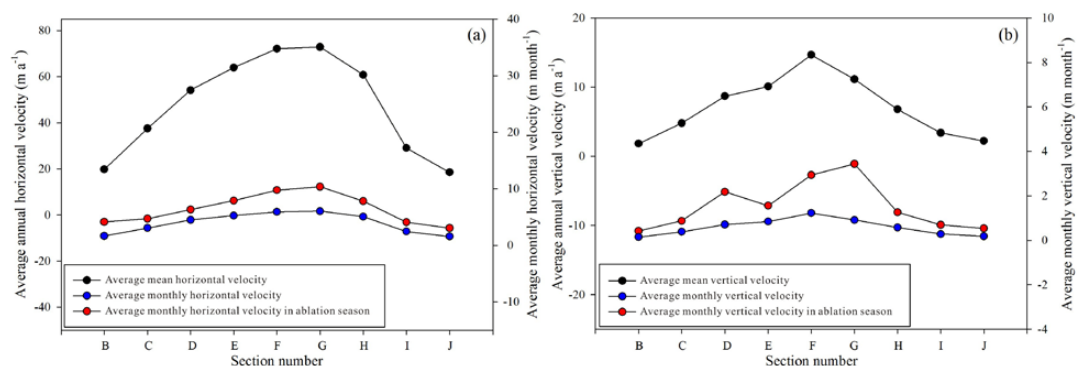 (a)
80
60
40
20
0
-20
-40
Average annual horizontal velocity (m a⁻¹)
40
30
20
10
0
-10
Average monthly horizontal velocity (m month⁻¹)
Average mean horizontal velocity
Average monthly horizontal velocity
Average monthly horizontal velocity in ablation season
B C D E F G H I J
Section number
(b)
20
10
0
-10
-20
Average annual vertical velocity (m a⁻¹)
10
8
6
4
2
0
-2
-4
Average monthly vertical velocity (m month⁻¹)
Average mean vertical velocity
Average monthly vertical velocity
Average monthly vertical velocity in ablation season
B C D E F G H I J
Section number